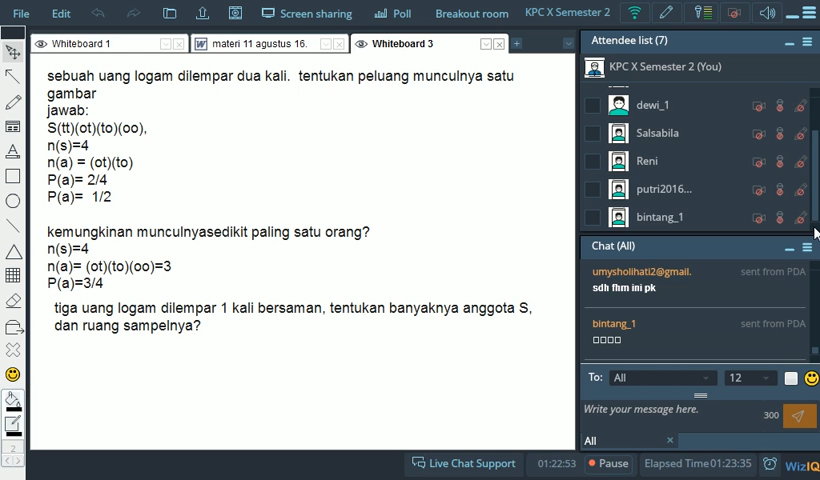 File Edit Screen sharing Poll Breakout room KPC X Semester 2
Whiteboard 1 materi 11 agustus 16. Whiteboard 3
sebuah uang logam dilempar dua kali. tentukan peluang munculnya satu
gambar
jawab:
S(tt)(ot)(to)(oo),
n(s)=4
n(a) = (ot)(to)
P(a)= 2/4
P(a)= 1/2
kemungkinan munculnyasedikit paling satu orang?
n(s)=4
n(a)= (ot)(to)(oo)=3
P(a)=3/4
tiga uang logam dilempar 1 kali bersaman, tentukan banyaknya anggota S,
dan ruang sampelnya?
2
Attendee list (7)
KPC X Semester 2 (You)
dewi_1
Salsabila
Reni
putri2016...
bintang_1
Chat (All)
umysholihati2@gmail. sent from PDA
sdh fhm ini pk
bintang_1 sent from PDA
□□□□
To: All 12
Write your message here. 300
All
Live Chat Support 01:22:53 Pause Elapsed Time 01:23:35 WizIQ